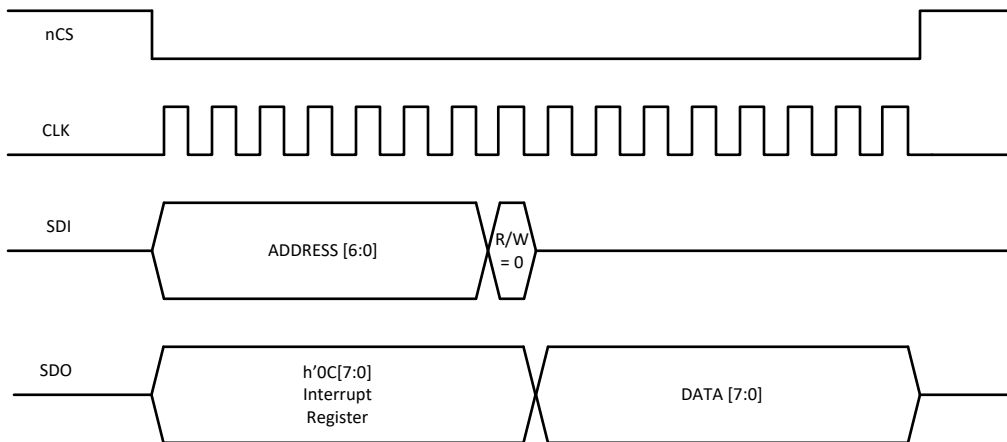 nCS
CLK
SDI
ADDRESS [6:0]
R/W
= 0
SDO
h'0C[7:0]
Interrupt
Register
DATA [7:0]